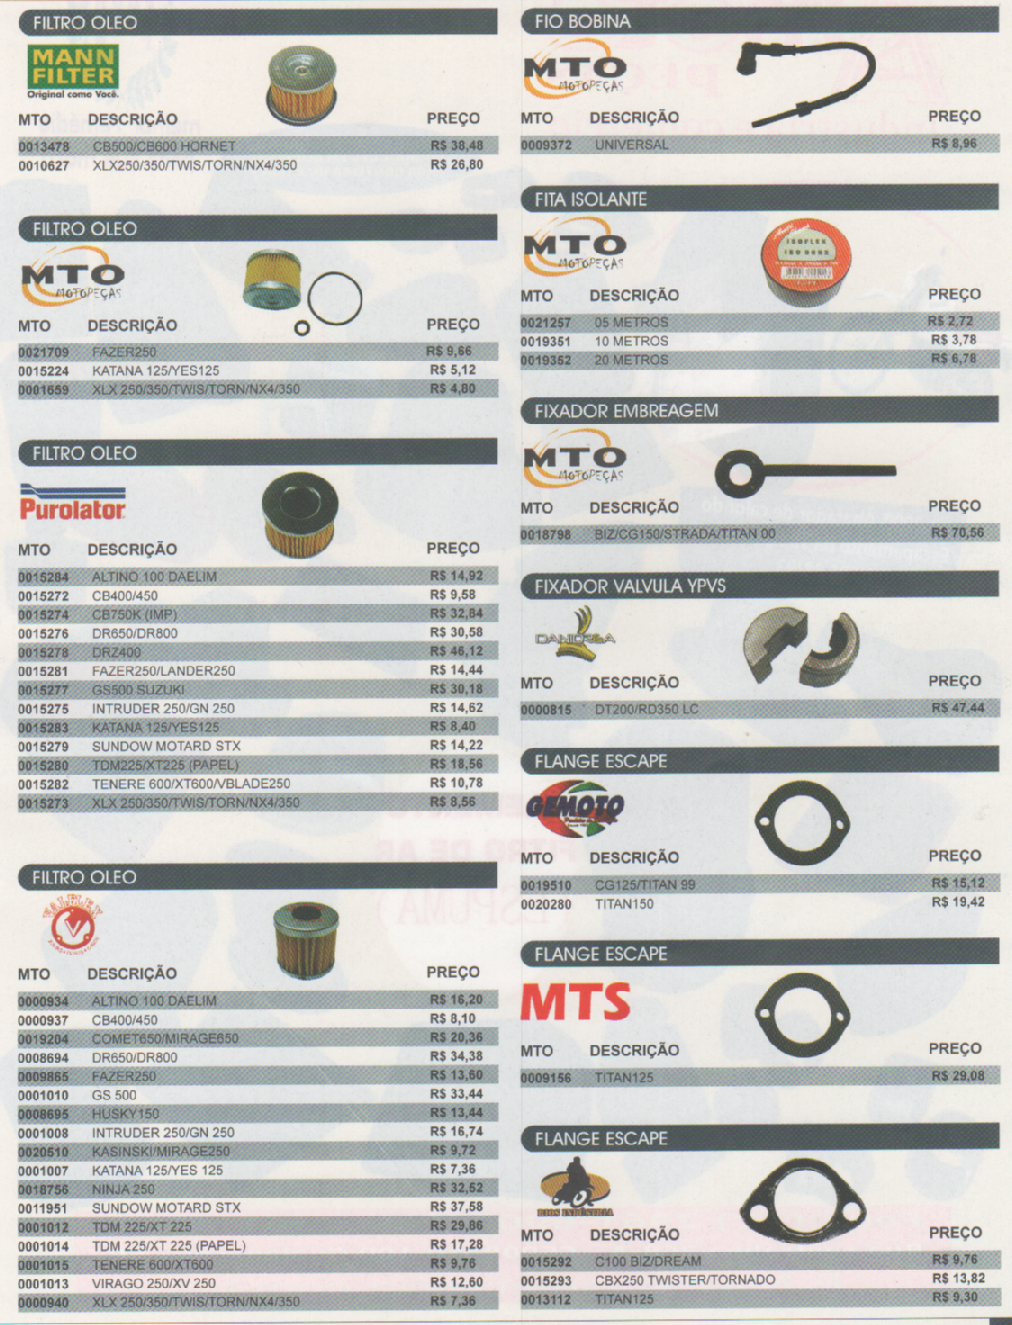 FILTRO OLEO
MANN
FILTER
Original como Você.
MTO DESCRIÇÃO PREÇO
0013478 CB500/CB600 HORNET R$ 38,48
0010627 XLX250/350/TWIS/TORN/NX4/350 R$ 26,80
FILTRO OLEO
MTO
MOTOPEÇAS
MTO DESCRIÇÃO PREÇO
0021709 FAZER250 R$ 9,66
0015224 KATANA 125/YES125 R$ 5,12
0001659 XLX 250/350/TWIS/TORN/NX4/350 R$ 4,80
FILTRO OLEO
Purolator
MTO DESCRIÇÃO PREÇO
0015284 ALTINO 100 DAELIM R$ 14,92
0015272 CB400/450 R$ 9,58
0015274 CB750K (IMP) R$ 32,84
0015276 DR650/DR800 R$ 30,58
0015278 DRZ400 R$ 46,12
0015281 FAZER250/LANDER250 R$ 14,44
0015277 GS500 SUZUKI R$ 30,18
0015275 INTRUDER 250/GN 250 R$ 14,62
0015283 KATANA 125/YES125 R$ 8,40
0015279 SUNDOW MOTARD STX R$ 14,22
0015280 TDM225/XT225 (PAPEL) R$ 18,56
0015282 TENERE 600/XT600/VBLADE250 R$ 10,78
0015273 XLX 250/350/TWIS/TORN/NX4/350 R$ 8,56
FILTRO OLEO
VALFLEX
MTO DESCRIÇÃO PREÇO
0000934 ALTINO 100 DAELIM R$ 16,20
0000937 CB400/450 R$ 8,10
0019204 COMET650/MIRAGE650 R$ 20,36
0008694 DR650/DR800 R$ 34,38
0009865 FAZER250 R$ 13,60
0001010 GS 500 R$ 33,44
0008695 HUSKY150 R$ 13,44
0001008 INTRUDER 250/GN 250 R$ 16,74
0020510 KASINSKI/MIRAGE250 R$ 9,72
0001007 KATANA 125/YES 125 R$ 7,36
0018756 NINJA 250 R$ 32,52
0011951 SUNDOW MOTARD STX R$ 37,58
0001012 TDM 225/XT 225 R$ 29,86
0001014 TDM 225/XT 225 (PAPEL) R$ 17,28
0001015 TENERE 600/XT600 R$ 9,76
0001013 VIRAGO 250/XV 250 R$ 12,60
0000940 XLX 250/350/TWIS/TORN/NX4/350 R$ 7,36
FIO BOBINA
MTO
MOTOPEÇAS
MTO DESCRIÇÃO PREÇO
0009372 UNIVERSAL R$ 8,96
FITA ISOLANTE
MTO
MOTOPEÇAS
ISOFLEX
MTO DESCRIÇÃO PREÇO
0021257 05 METROS R$ 2,72
0019351 10 METROS R$ 3,78
0019352 20 METROS R$ 6,78
FIXADOR EMBREAGEM
MTO
MOTOPEÇAS
MTO DESCRIÇÃO PREÇO
0018798 BIZ/CG150/STRADA/TITAN 00 R$ 70,56
FIXADOR VALVULA YPVS
DANIDREA
MTO DESCRIÇÃO PREÇO
0000815 DT200/RD350 LC R$ 47,44
FLANGE ESCAPE
GEMOTO
MTO DESCRIÇÃO PREÇO
0019510 CG125/TITAN 99 R$ 15,12
0020280 TITAN150 R$ 19,42
FLANGE ESCAPE
MTS
MTO DESCRIÇÃO PREÇO
0009156 TITAN125 R$ 29,08
FLANGE ESCAPE
RIOS INDÚSTRIA
MTO DESCRIÇÃO PREÇO
0015292 C100 BIZ/DREAM R$ 9,76
0015293 CBX250 TWISTER/TORNADO R$ 13,82
0013112 TITAN125 R$ 9,30